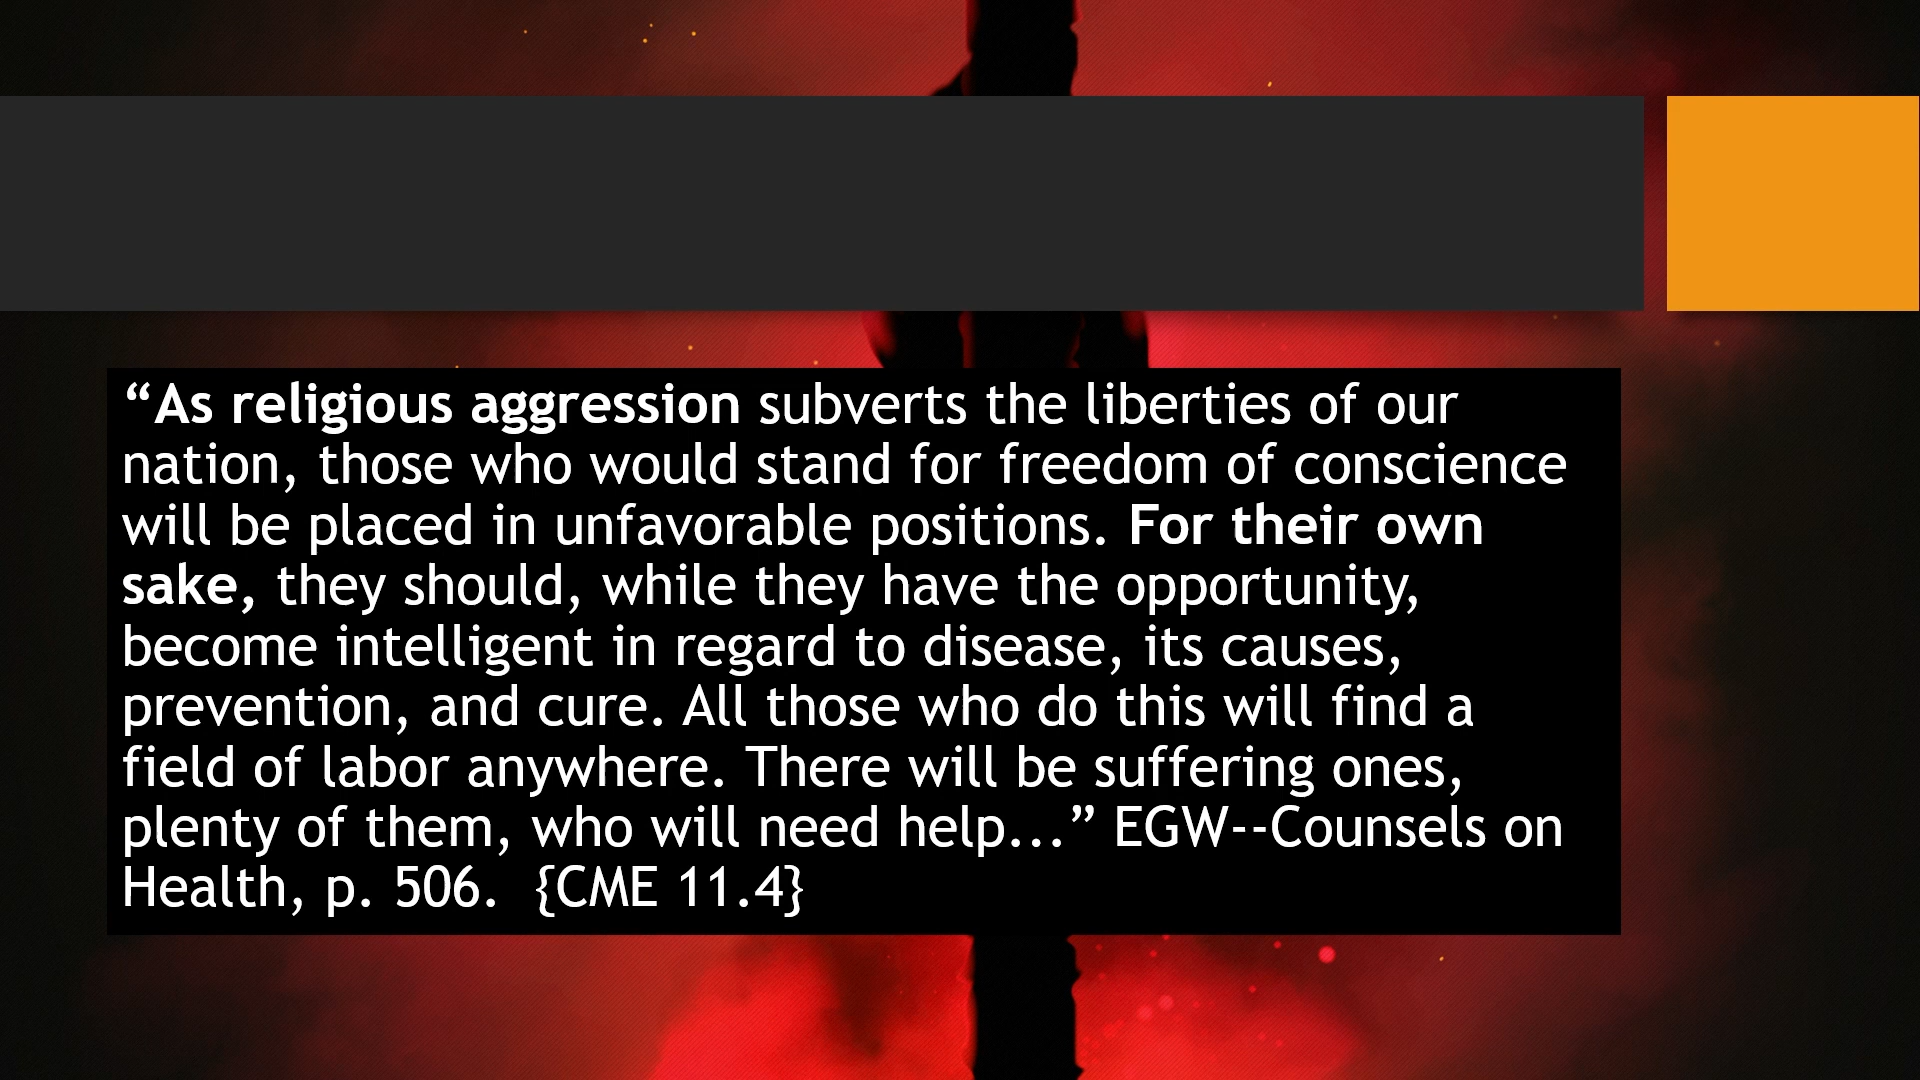 “As religious aggression subverts the liberties of our
nation, those who would stand for freedom of conscience
will be placed in unfavorable positions. For their own
sake, they should, while they have the opportunity,
become intelligent in regard to disease, its causes,
prevention, and cure. All those who do this will find a
field of labor anywhere. There will be suffering ones,
plenty of them, who will need help...” EGW--Counsels on
Health, p. 506.  {CME 11.4}